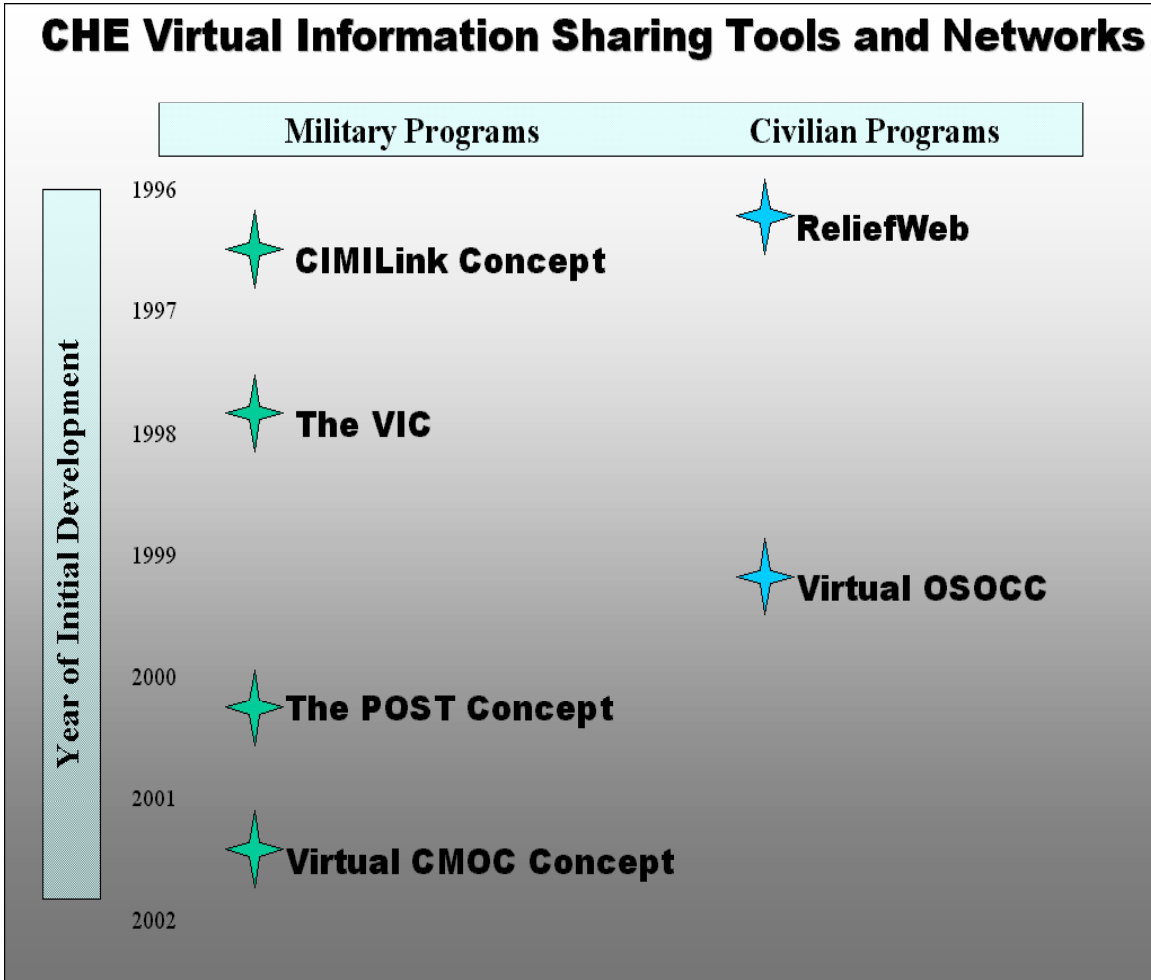 CHE Virtual Information Sharing Tools and Networks
Military Programs
Civilian Programs
Year of Initial Development
1996
ReliefWeb
CIMILink Concept
1997
The VIC
1998
1999
Virtual OSOCC
2000
The POST Concept
2001
Virtual CMOC Concept
2002